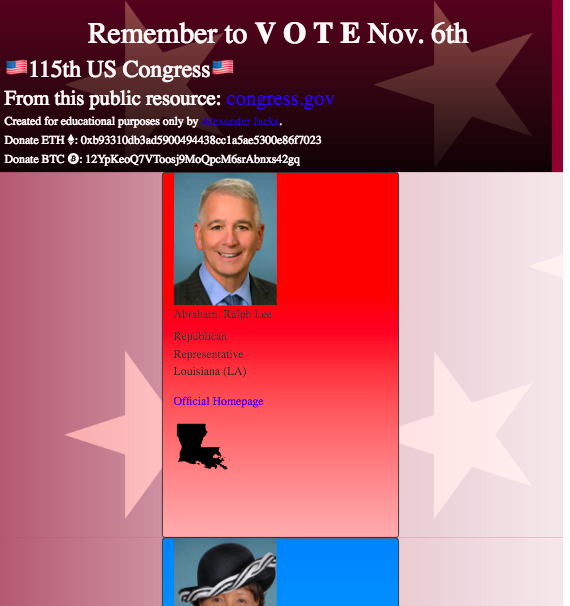 Remember to V O T E Nov. 6th
🇺🇸115th US Congress🇺🇸
From this public resource: congress.gov
Created for educational purposes only by Alexander Jacks.
Donate ETH : 0xb93310db3ad5900494438cc1a5ae5300e86f7023
Donate BTC : 12YpKeoQ7VToosj9MoQpcM6srAbnxs42gq
Abraham, Ralph Lee
Republican
Representative
Louisiana (LA)
Official Homepage